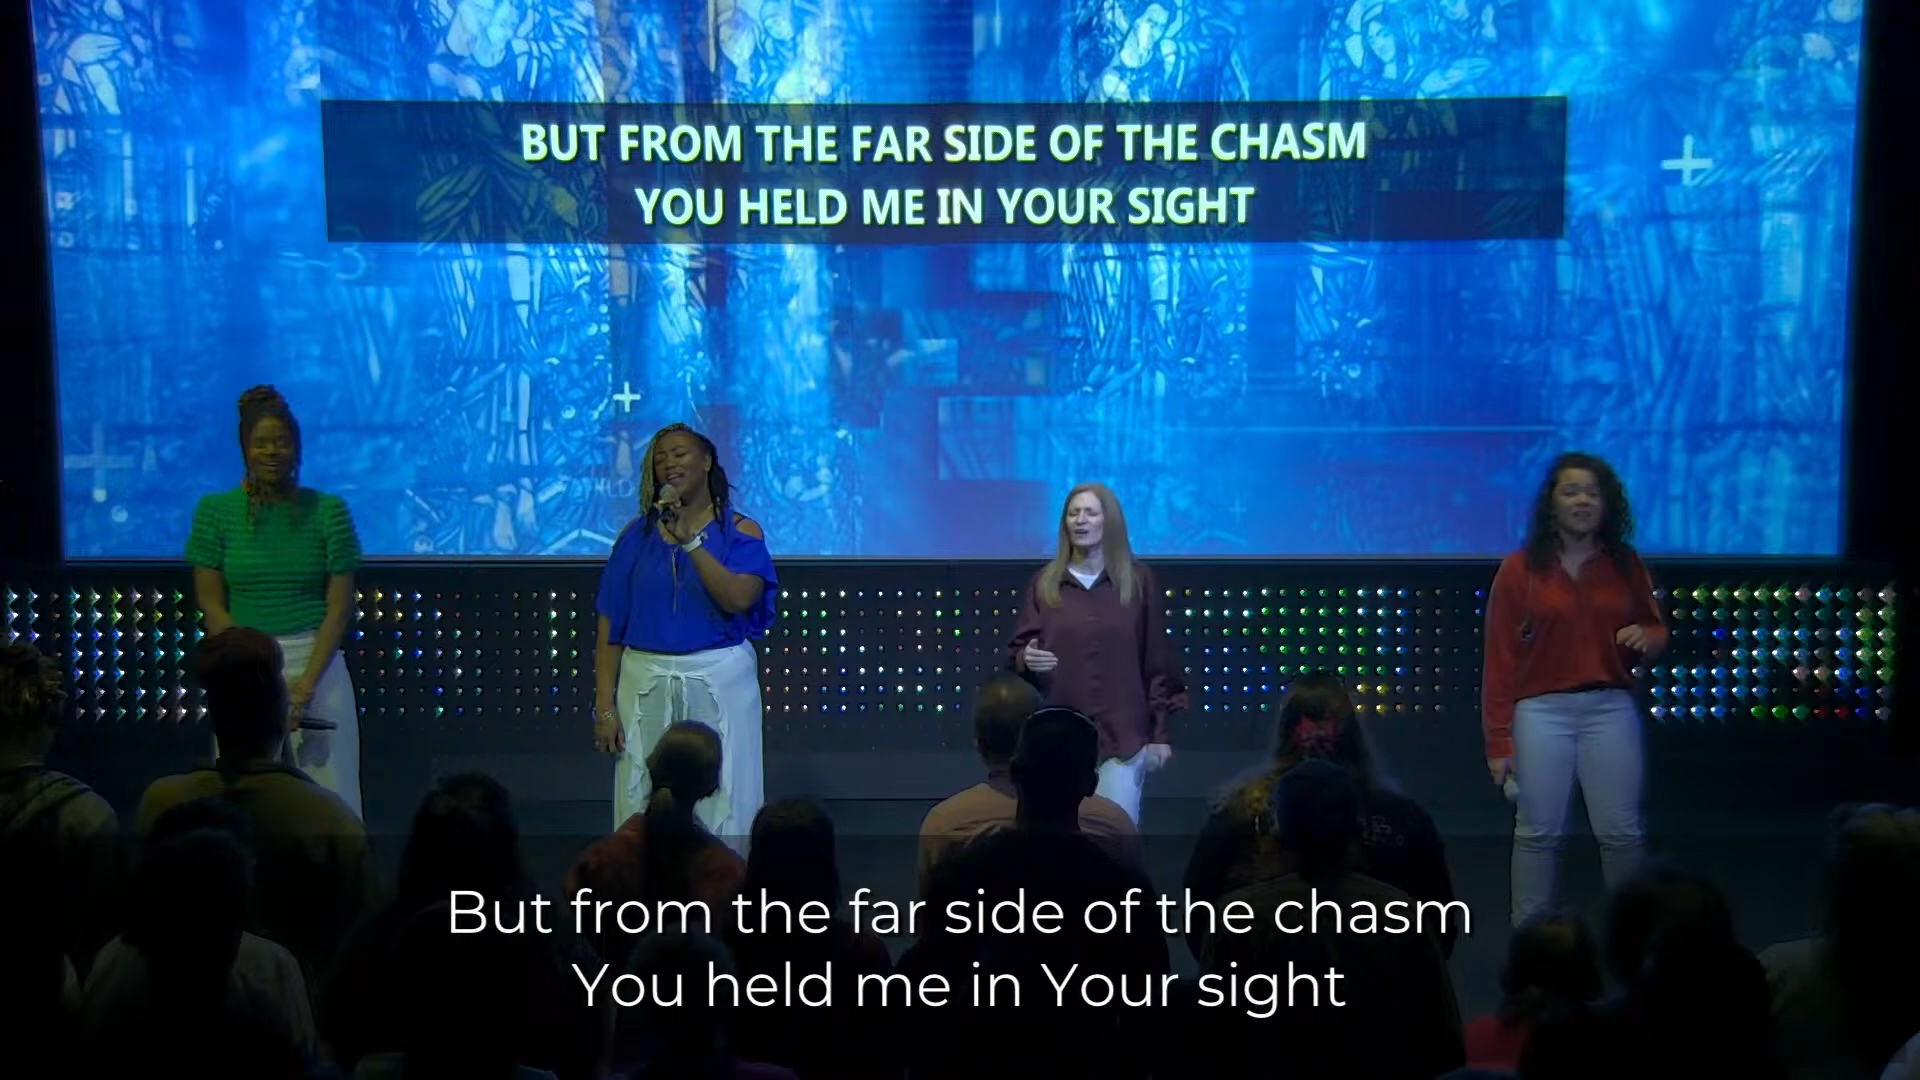 BUT FROM THE FAR SIDE OF THE CHASM
YOU HELD ME IN YOUR SIGHT
But from the far side of the chasm
You held me in Your sight